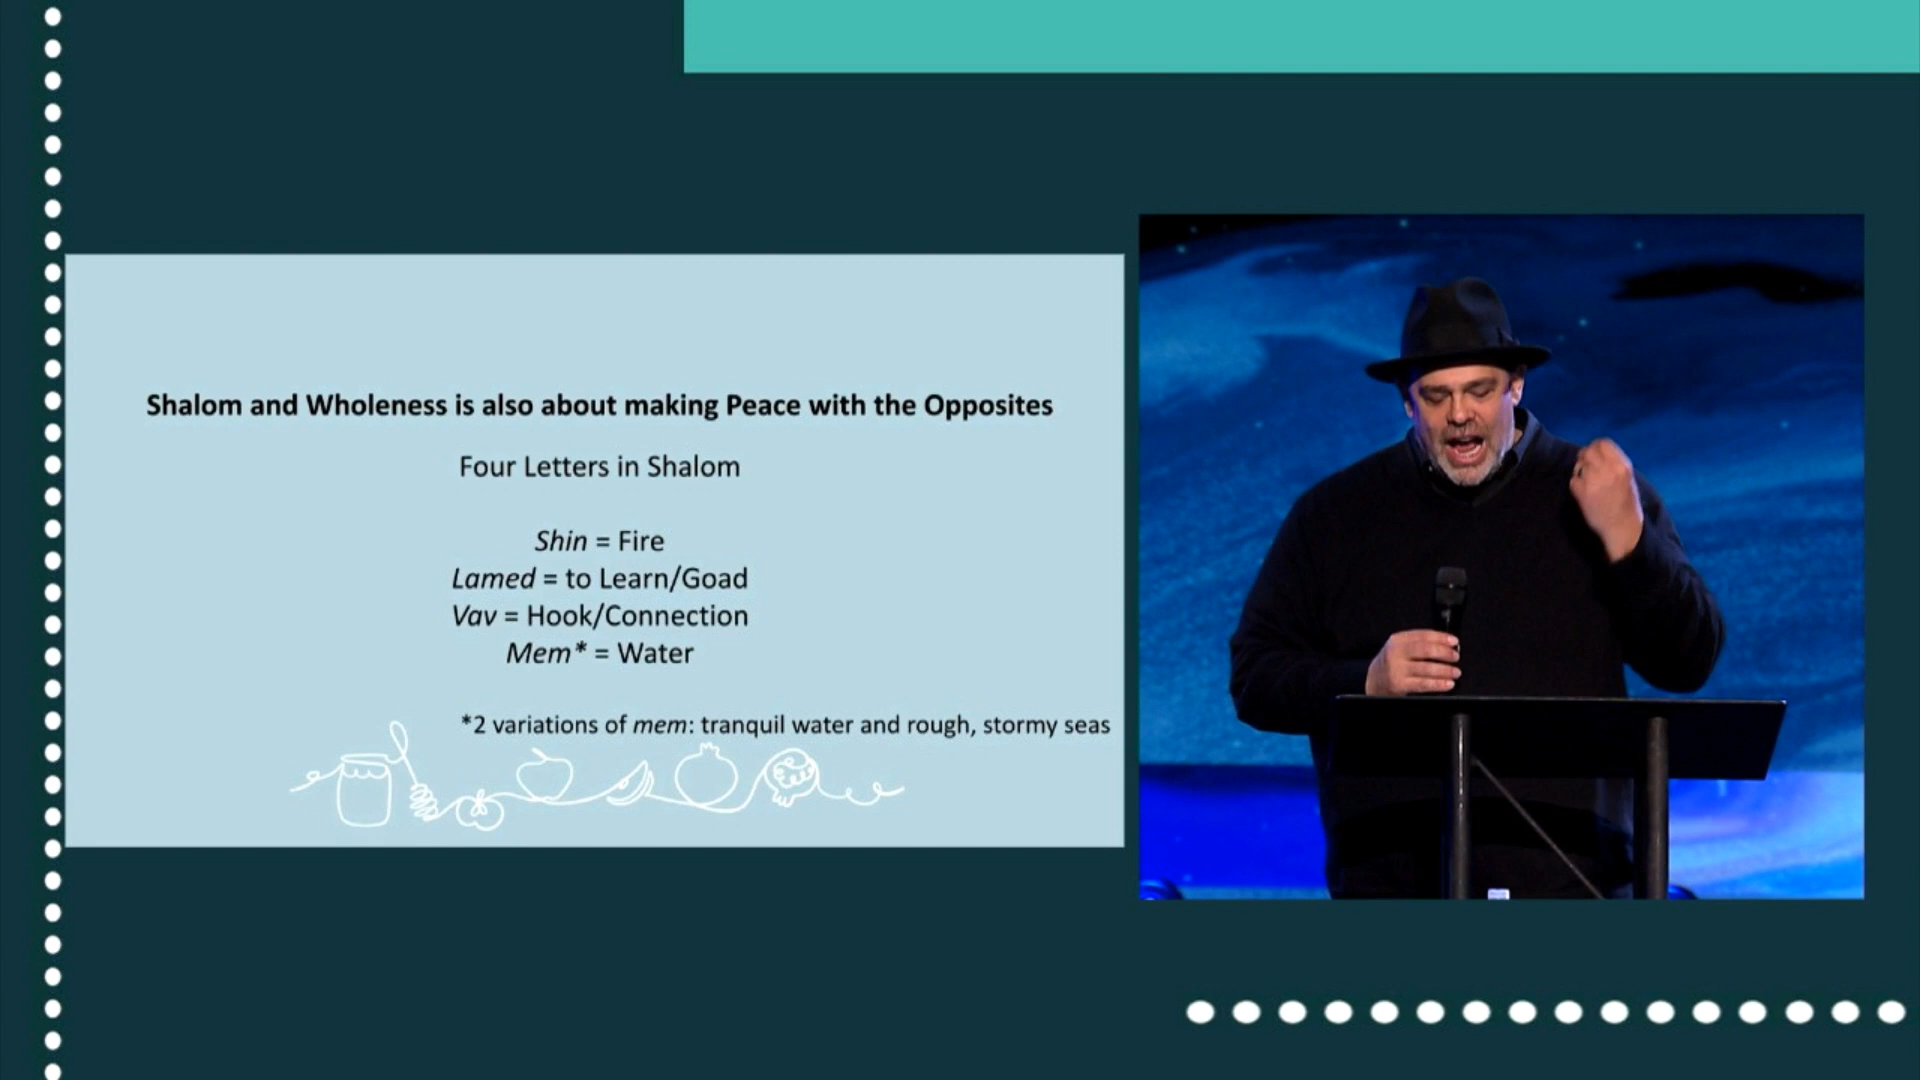 Shalom and Wholeness is also about making Peace with the Opposites
Four Letters in Shalom
Shin = Fire
Lamed = to Learn/Goad
Vav = Hook/Connection
Mem* = Water
*2 variations of mem: tranquil water and rough, stormy seas